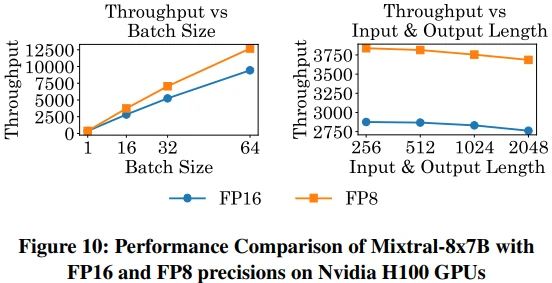 Throughput vs
Batch Size
Throughput
12500
10000
7500
5000
2500
0
1 16 32 64
Batch Size
Throughput vs
Input & Output Length
Throughput
3750
3500
3250
3000
2750
256 512 1024 2048
Input & Output Length
FP16 FP8
Figure 10: Performance Comparison of Mixtral-8x7B with
FP16 and FP8 precisions on Nvidia H100 GPUs